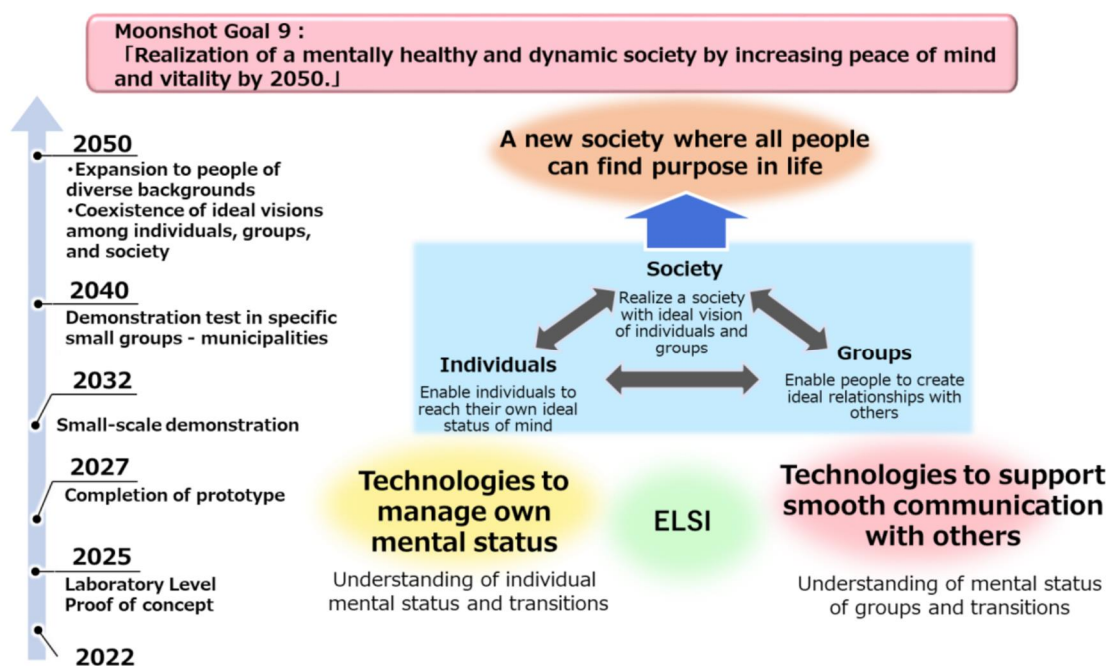 Moonshot Goal 9 :
「Realization of a mentally healthy and dynamic society by increasing peace of mind
and vitality by 2050.」
2050
・Expansion to people of
diverse backgrounds
・Coexistence of ideal visions
among individuals, groups,
and society
2040
Demonstration test in specific
small groups - municipalities
2032
Small-scale demonstration
2027
Completion of prototype
2025
Laboratory Level
Proof of concept
2022
A new society where all people
can find purpose in life
Society
Realize a society
with ideal vision
of individuals and
groups
Individuals
Enable individuals to
reach their own ideal
status of mind
Groups
Enable people to create
ideal relationships with
others
Technologies to
manage own
mental status
Understanding of individual
mental status and transitions
ELSI
Technologies to support
smooth communication
with others
Understanding of mental status
of groups and transitions